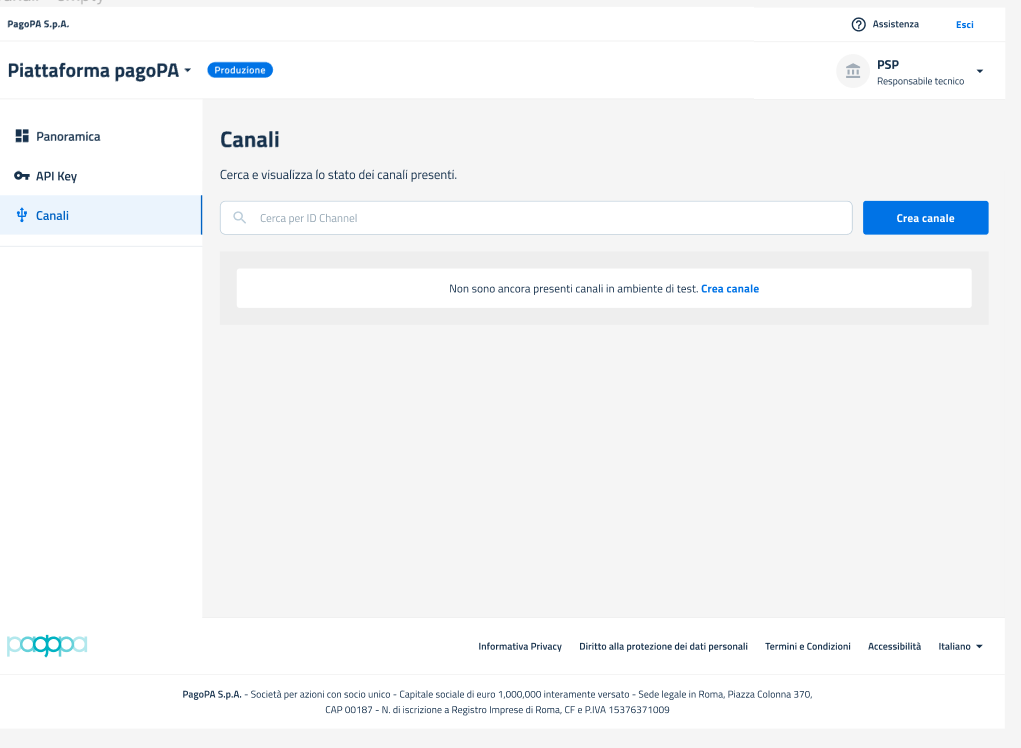 PagoPA S.p.A.
Assistenza
Esci
Piattaforma pagoPA
Produzione
PSP
Responsabile tecnico
Panoramica
API Key
Canali
Canali
Cerca e visualizza lo stato dei canali presenti.
Cerca per ID Channel
Crea canale
Non sono ancora presenti canali in ambiente di test. Crea canale
pagopa
Informativa Privacy
Diritto alla protezione dei dati personali
Termini e Condizioni
Accessibilità
Italiano
PagoPA S.p.A. - Società per azioni con socio unico - Capitale sociale di euro 1,000,000 interamente versato - Sede legale in Roma, Piazza Colonna 370,
CAP 00187 - N. di iscrizione a Registro Imprese di Roma, CF e P.IVA 15376371009